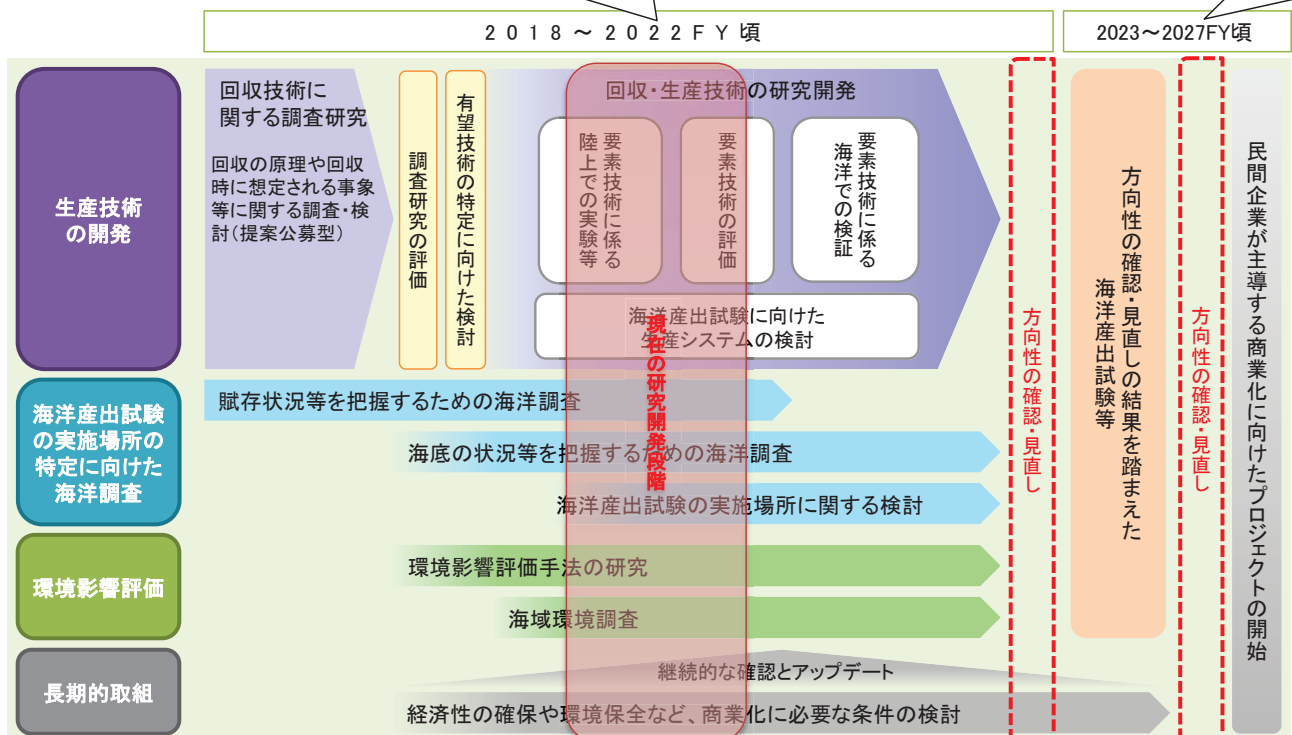 2018~2022FY頃
2023~2027FY頃
生産技術
の開発
回収技術に
関する調査研究
回収の原理や回収
時に想定される事象
等に関する調査・検
討(提案公募型)
調査研究の評価
有望技術の特定に向けた検討
回収・生産技術の研究開発
要素技術に係る
陸上での実験等
要素技術の評価
要素技術に係る
海洋での検証
海洋産出試験に向けた
生産システムの検討
現在の研究開発段階
方向性の確認・見直し
方向性の確認・見直しの結果を踏まえた
海洋産出試験等
方向性の確認・見直し
民間企業が主導する商業化に向けたプロジェクトの開始
海洋産出試験
の実施場所の
特定に向けた
海洋調査
賦存状況等を把握するための海洋調査
海底の状況等を把握するための海洋調査
海洋産出試験の実施場所に関する検討
環境影響評価
環境影響評価手法の研究
海域環境調査
長期的取組
継続的な確認とアップデート
経済性の確保や環境保全など、商業化に必要な条件の検討